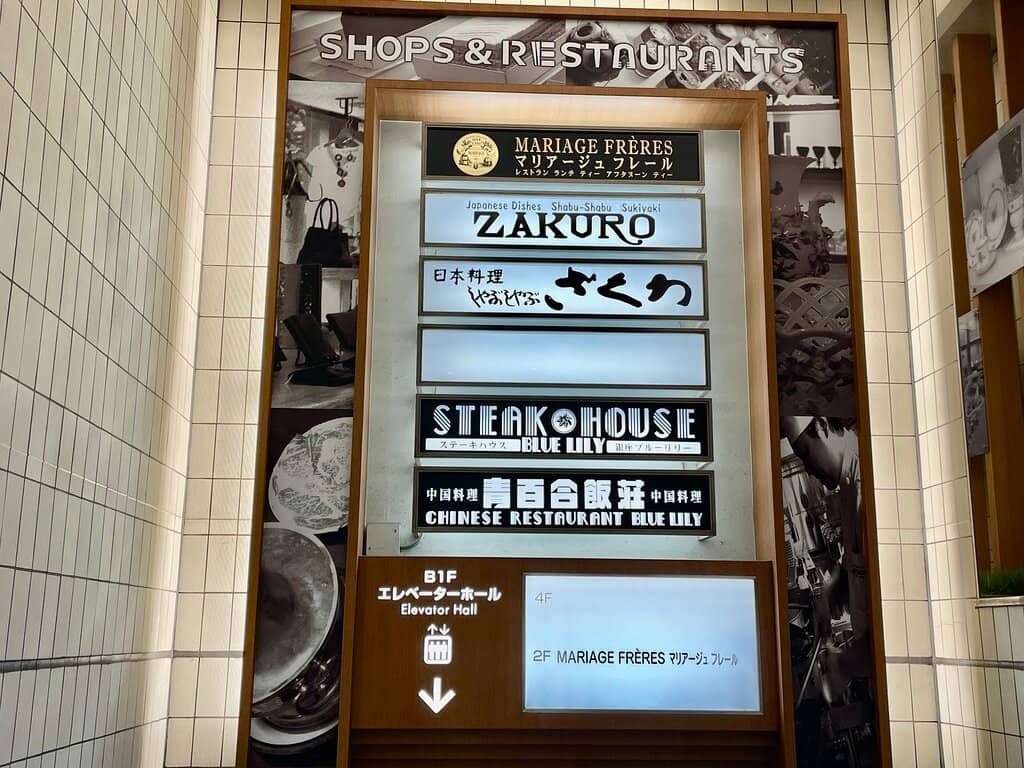 SHOPS & RESTAURANTS
MARIAGE FRÈRES
マリアージュ フレール
レストラン ランチ ティー アフタヌーン ティー
Japanese Dishes Shabu-Shabu Sukiyaki
ZAKURO
日本料理
しゃぶしゃぶ ざくろ
STEAK HOUSE
ステーキハウス BLUE LILY 銀座ブルーリリー
中国料理 青百合飯荘 中国料理
CHINESE RESTAURANT BLUE LILY
B1F
エレベーターホール
Elevator Hall
4F
2F MARIAGE FRÈRES マリアージュ フレール